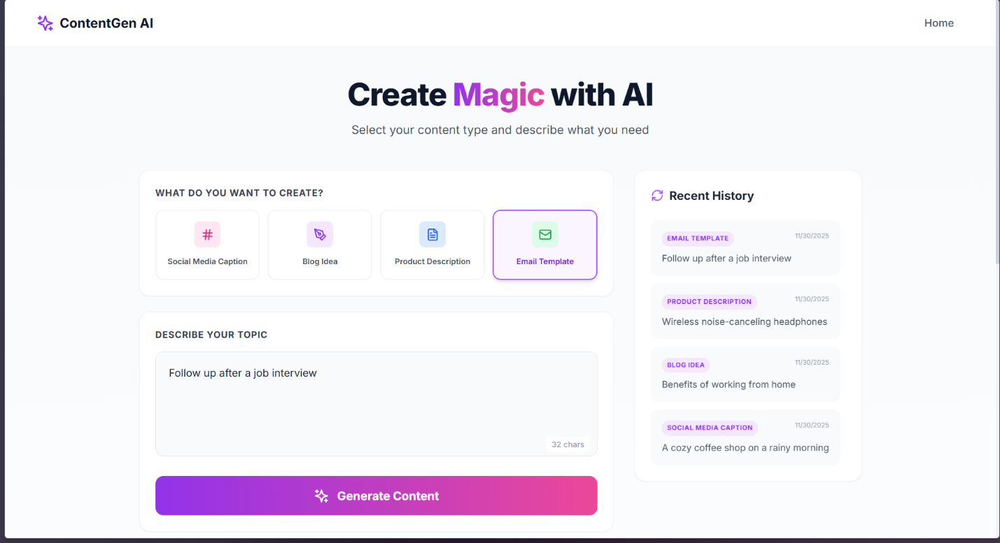 ContentGen AI
Home
Create Magic with AI
Select your content type and describe what you need
WHAT DO YOU WANT TO CREATE?
Social Media Caption
Blog Idea
Product Description
Email Template
DESCRIBE YOUR TOPIC
Follow up after a job interview
32 chars
Generate Content
Recent History
EMAIL TEMPLATE
11/30/2025
Follow up after a job interview
PRODUCT DESCRIPTION
11/30/2025
Wireless noise-canceling headphones
BLOG IDEA
11/30/2025
Benefits of working from home
SOCIAL MEDIA CAPTION
11/30/2025
A cozy coffee shop on a rainy morning